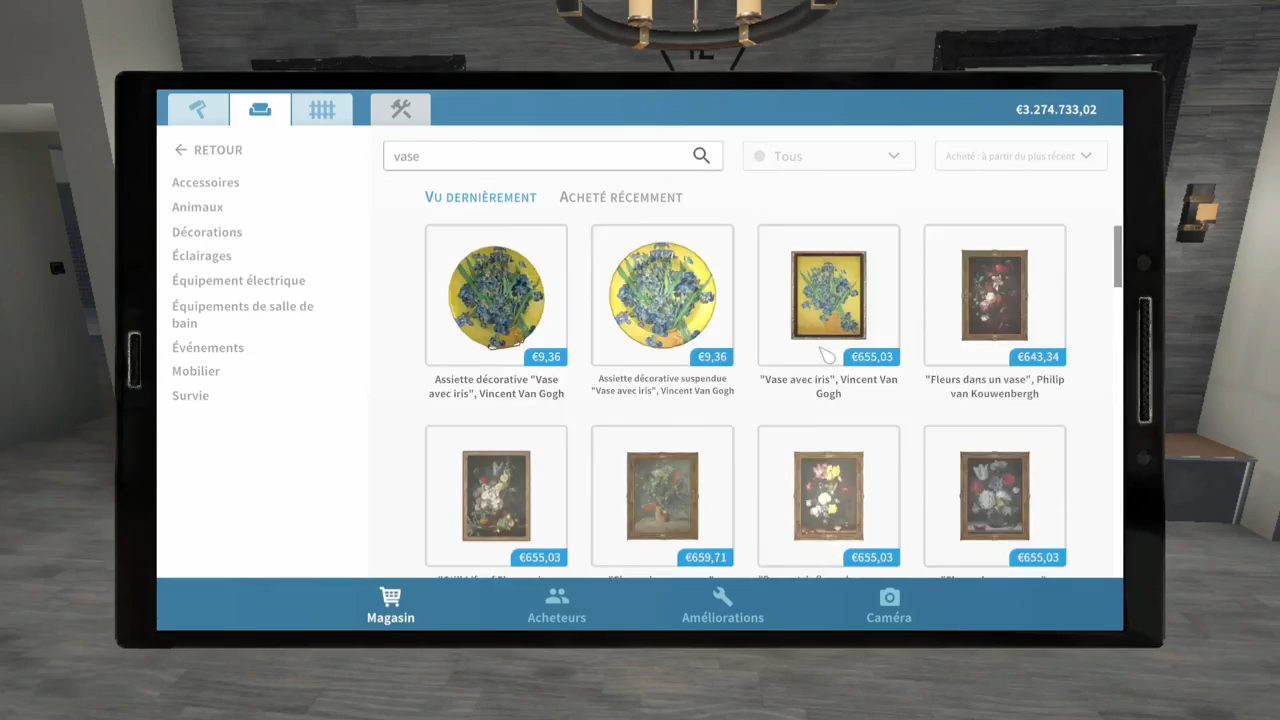 €3.274.733,02
RETOUR
vase
Tous
Acheté : à partir du plus récent
Accessoires
Animaux
Décorations
Éclairages
Équipement électrique
Équipements de salle de
bain
Événements
Mobilier
Survie
VU DERNIÈREMENT
ACHETÉ RÉCEMMENT
€9,36
€9,36
€655,03
€643,34
Assiette décorative "Vase
avec iris", Vincent Van Gogh
Assiette décorative suspendue
"Vase avec iris", Vincent Van Gogh
"Vase avec iris", Vincent Van
Gogh
"Fleurs dans un vase", Philip
van Kouwenbergh
€655,03
€659,71
€655,03
€655,03
Magasin
Acheteurs
Améliorations
Caméra